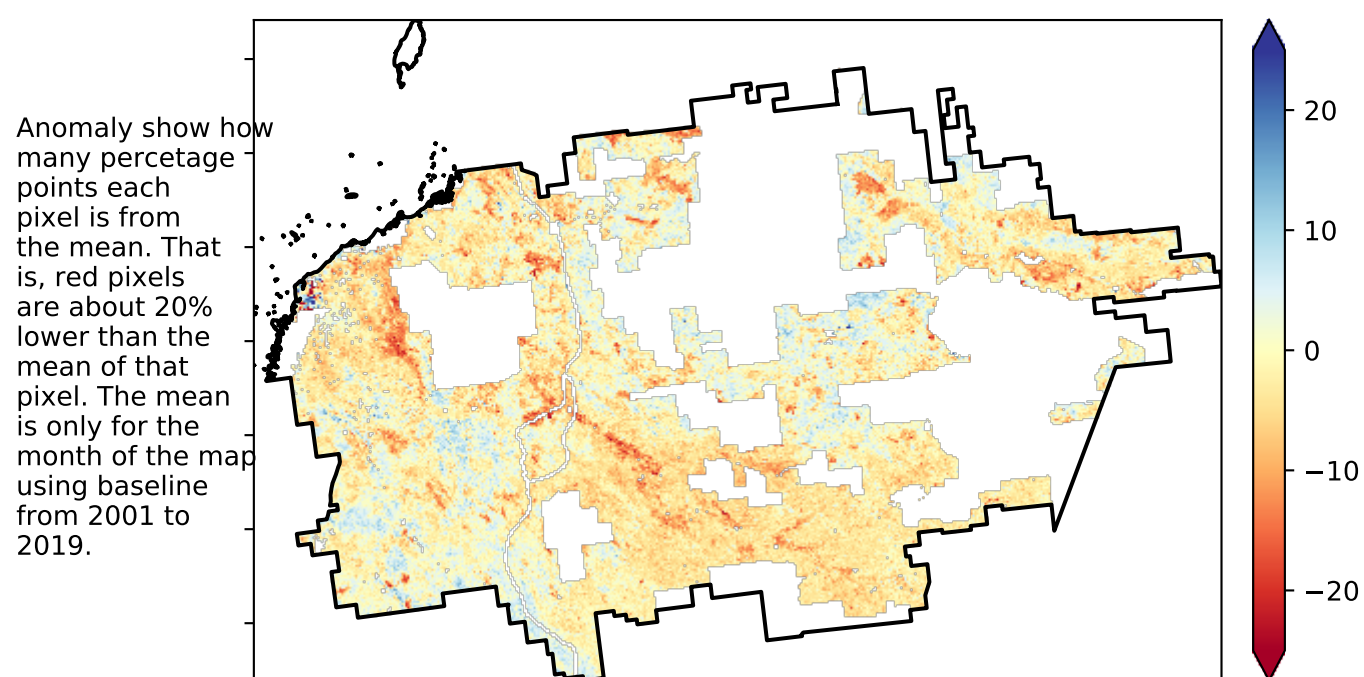 Anomaly show how
many percetage
points each
pixel is from
the mean. That
is, red pixels
are about 20%
lower than the
mean of that
pixel. The mean
is only for the
month of the map
using baseline
from 2001 to
2019.
20
10
0
−10
−20